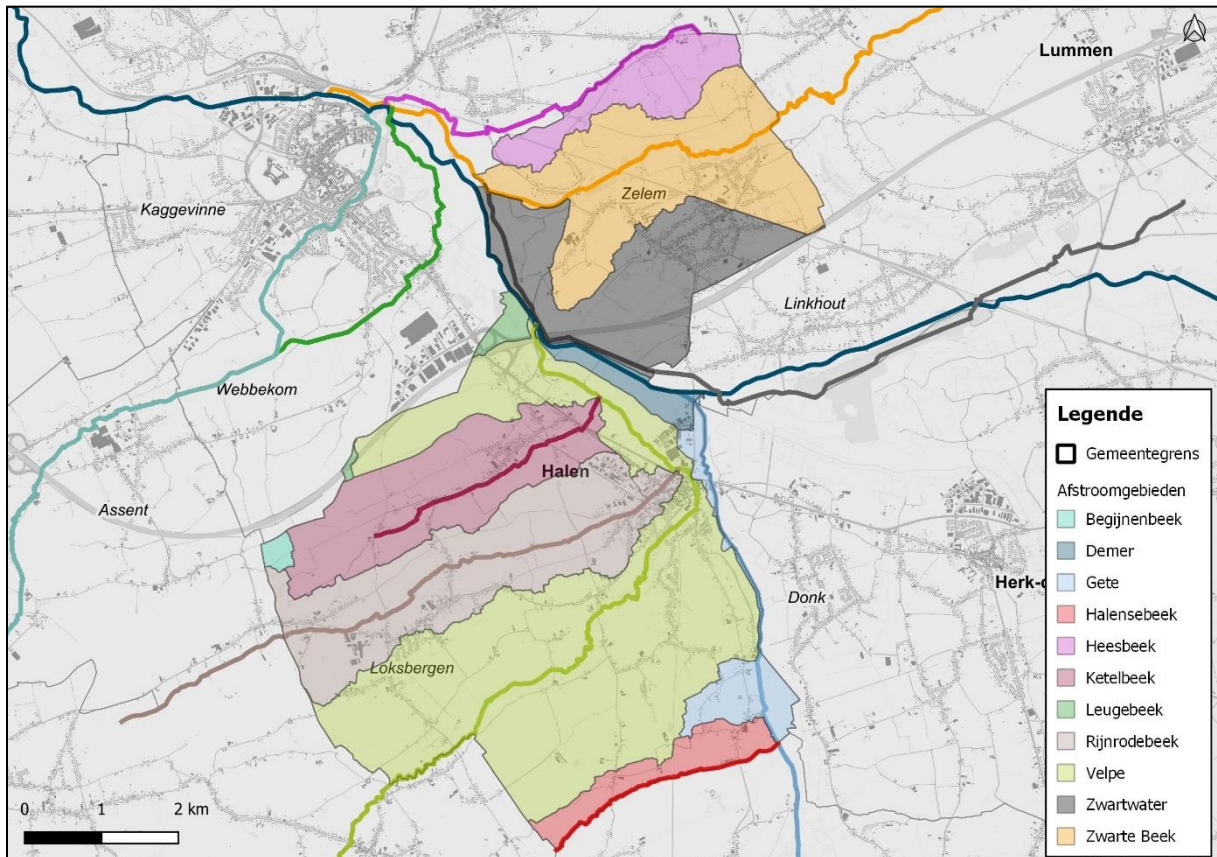 Lummen
Kaggevinne
Zelem
Linkhout
Webbekom
Halen
Assent
Herk-d
Donk
Loksbergen
0 1 2 km
Legende
Gemeentegrens
Afstroomgebieden
Begijnenbeek
Demer
Gete
Halensebeek
Heesbeek
Ketelbeek
Leugebeek
Rijnrodebeek
Velpe
Zwartwater
Zwarte Beek